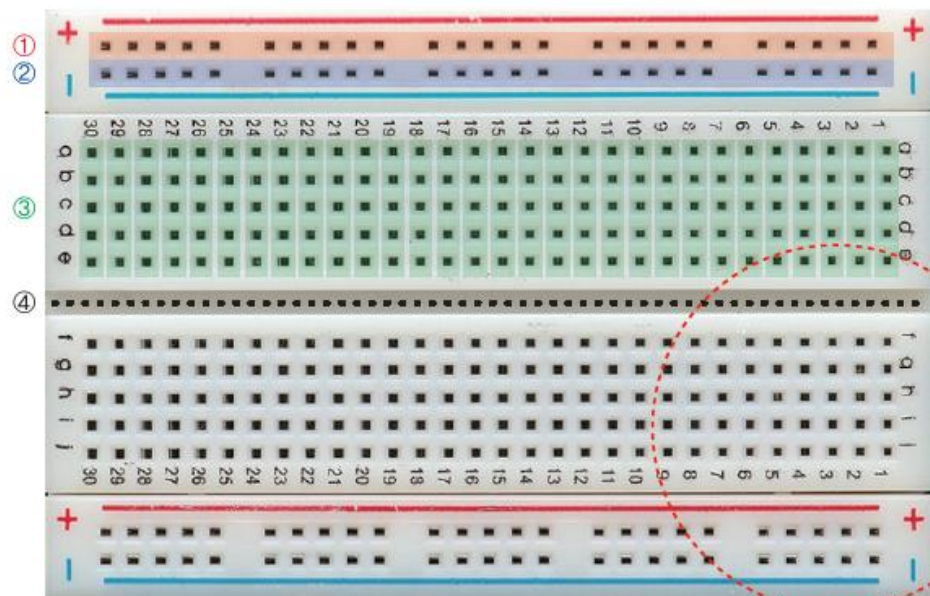 + +
①
②
− −
30 29 28 27 26 25 24 23 22 21 20 19 18 17 16 15 14 13 12 11 10 9 8 7 6 5 4 3 2 1
a a
b b
③ c c
d d
e e
④
f f
g g
h h
i i
j j
30 29 28 27 26 25 24 23 22 21 20 19 18 17 16 15 14 13 12 11 10 9 8 7 6 5 4 3 2 1
+ +
− −